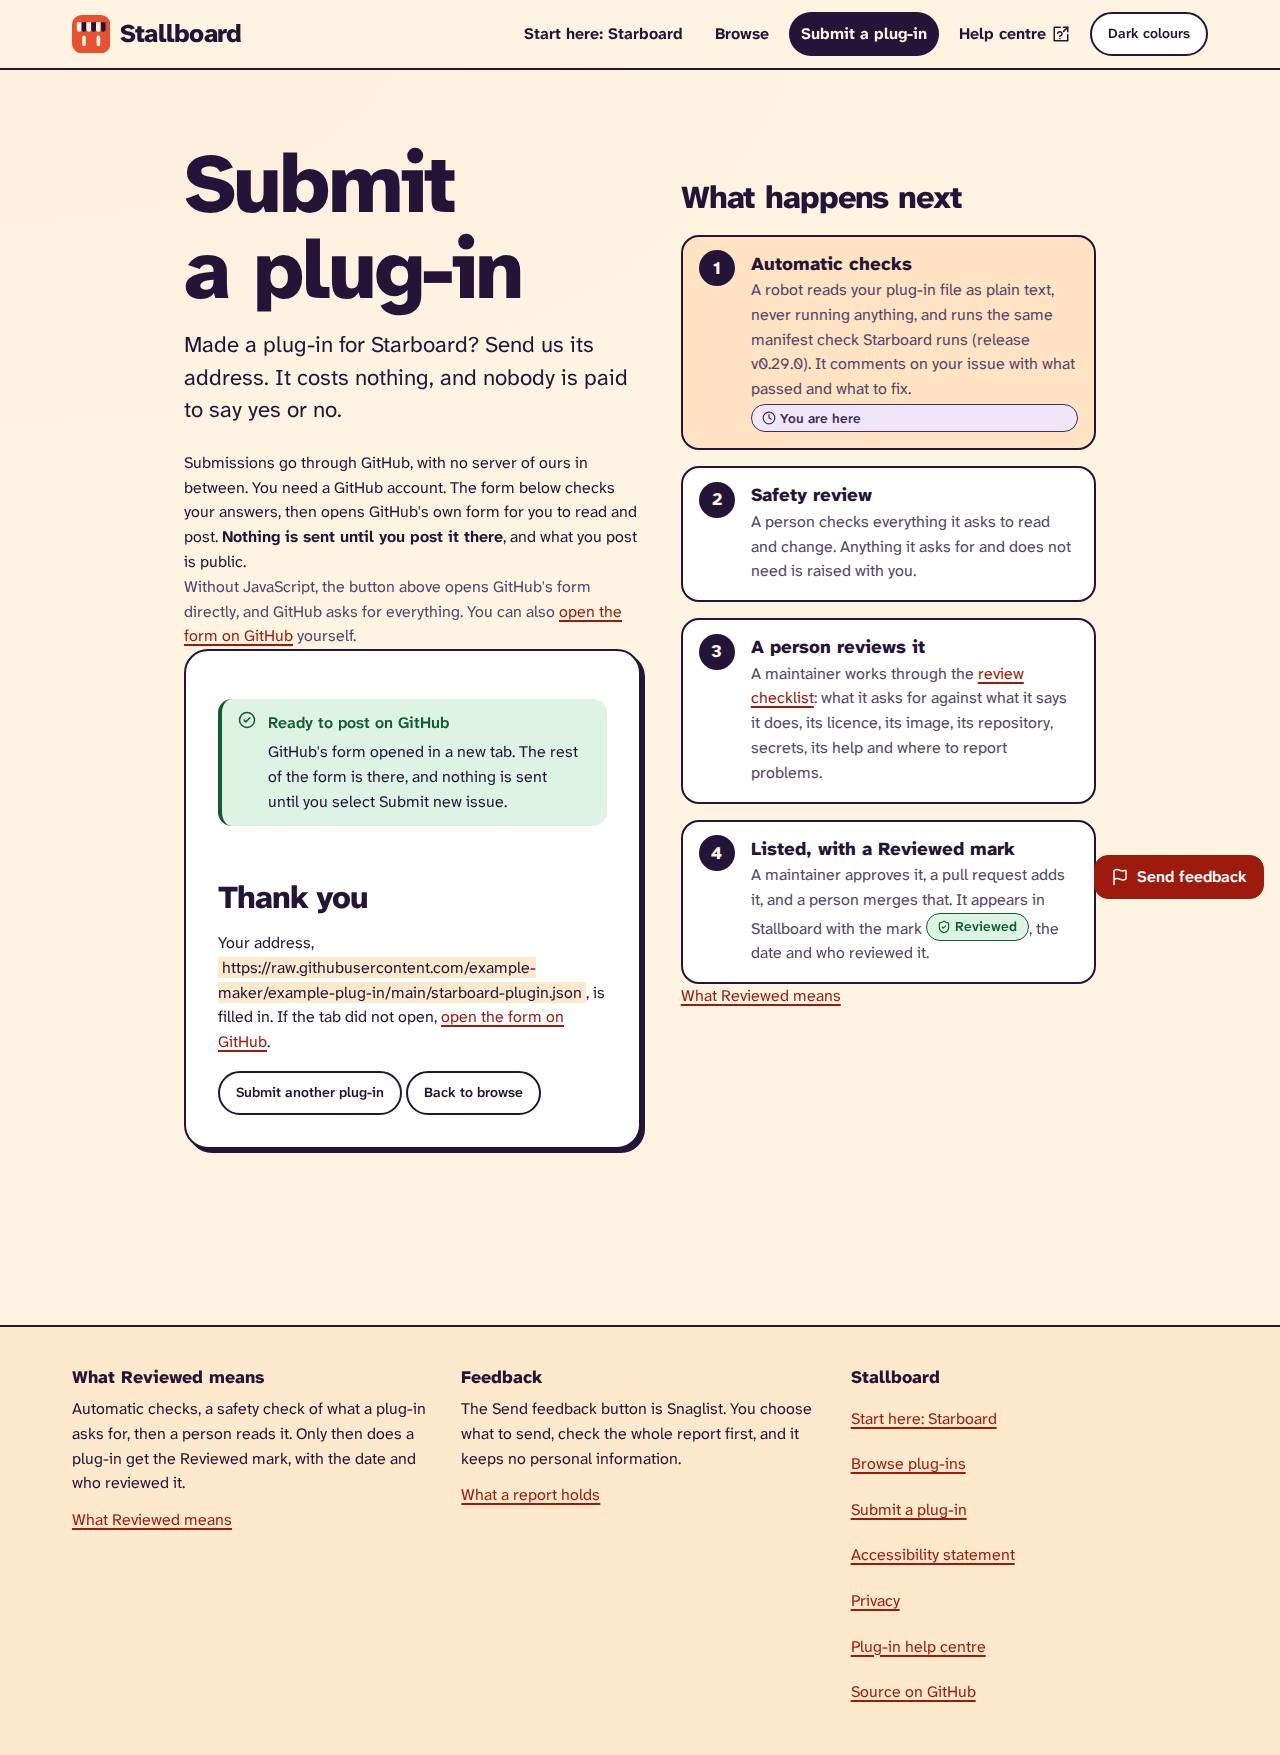 Stallboard
Start here: Starboard
Browse
Submit a plug-in
Help centre
Dark colours
Submit
a plug-in
Made a plug-in for Starboard? Send us its
address. It costs nothing, and nobody is paid
to say yes or no.
Submissions go through GitHub, with no server of ours in
between. You need a GitHub account. The form below checks
your answers, then opens GitHub's own form for you to read and
post. Nothing is sent until you post it there, and what you post
is public.
Without JavaScript, the button above opens GitHub's form
directly, and GitHub asks for everything. You can also open the
form on GitHub yourself.
Ready to post on GitHub
GitHub's form opened in a new tab. The rest
of the form is there, and nothing is sent
until you select Submit new issue.
Thank you
Your address,
https://raw.githubusercontent.com/example-
maker/example-plug-in/main/starboard-plugin.json , is
filled in. If the tab did not open, open the form on
GitHub.
Submit another plug-in
Back to browse
What happens next
1
Automatic checks
A robot reads your plug-in file as plain text,
never running anything, and runs the same
manifest check Starboard runs (release
v0.29.0). It comments on your issue with what
passed and what to fix.
You are here
2
Safety review
A person checks everything it asks to read
and change. Anything it asks for and does not
need is raised with you.
3
A person reviews it
A maintainer works through the review
checklist: what it asks for against what it says
it does, its licence, its image, its repository,
secrets, its help and where to report
problems.
4
Listed, with a Reviewed mark
A maintainer approves it, a pull request adds
it, and a person merges that. It appears in
Stallboard with the mark Reviewed, the
date and who reviewed it.
What Reviewed means
Send feedback
What Reviewed means
Automatic checks, a safety check of what a plug-in
asks for, then a person reads it. Only then does a
plug-in get the Reviewed mark, with the date and
who reviewed it.
What Reviewed means
Feedback
The Send feedback button is Snaglist. You choose
what to send, check the whole report first, and it
keeps no personal information.
What a report holds
Stallboard
Start here: Starboard
Browse plug-ins
Submit a plug-in
Accessibility statement
Privacy
Plug-in help centre
Source on GitHub